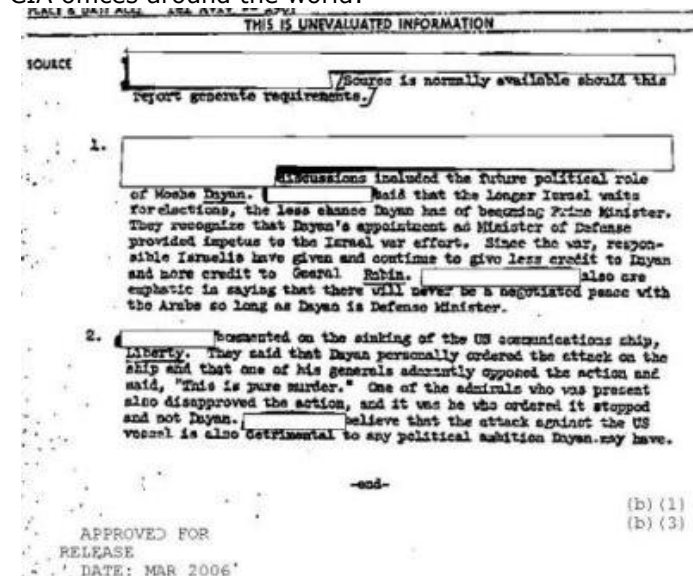 CIA offices around the world.
THIS IS UNEVALUATED INFORMATION
SOURCE
/Source is normally available should this
report generate requirements./
1.
discussions included the future political role
of Moshe Dayan. said that the longer Israel waits
for elections, the less chance Dayan has of becoming Prime Minister.
They recognize that Dayan's appointment as Minister of Defense
provided impetus to the Israel war effort. Since the war, respon-
sible Israelis have given and continue to give less credit to Dayan
and more credit to Rabin. also are
emphatic in saying that there will never be a negotiated peace with
the Arabs so long as Dayan is Defense Minister.
2. commented on the sinking of the US communications ship,
Liberty. They said that Dayan personally ordered the attack on the
ship and that one of his generals adamantly opposed the action and
said, "This is pure murder." One of the admirals who was present
also disapproved the action, and it was he who ordered it stopped
and not Dayan. believe that the attack against the US
vessel is also detrimental to any political ambition Dayan may have.
-end-
(b)(1)
(b)(3)
APPROVED FOR
RELEASE
DATE: MAR 2006